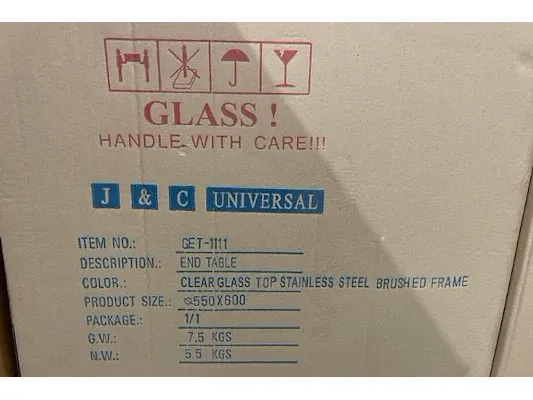 GLASS !
HANDLE WITH CARE!!!
J & C UNIVERSAL
ITEM NO.: GET-1111
DESCRIPTION.: END TABLE
COLOR.: CLEAR GLASS TOP STAINLESS STEEL BRUSHED FRAME
PRODUCT SIZE.: ⌀550X600
PACKAGE.: 1/1
G.W.: 7.5 KGS
N.W.: 5.5 KGS